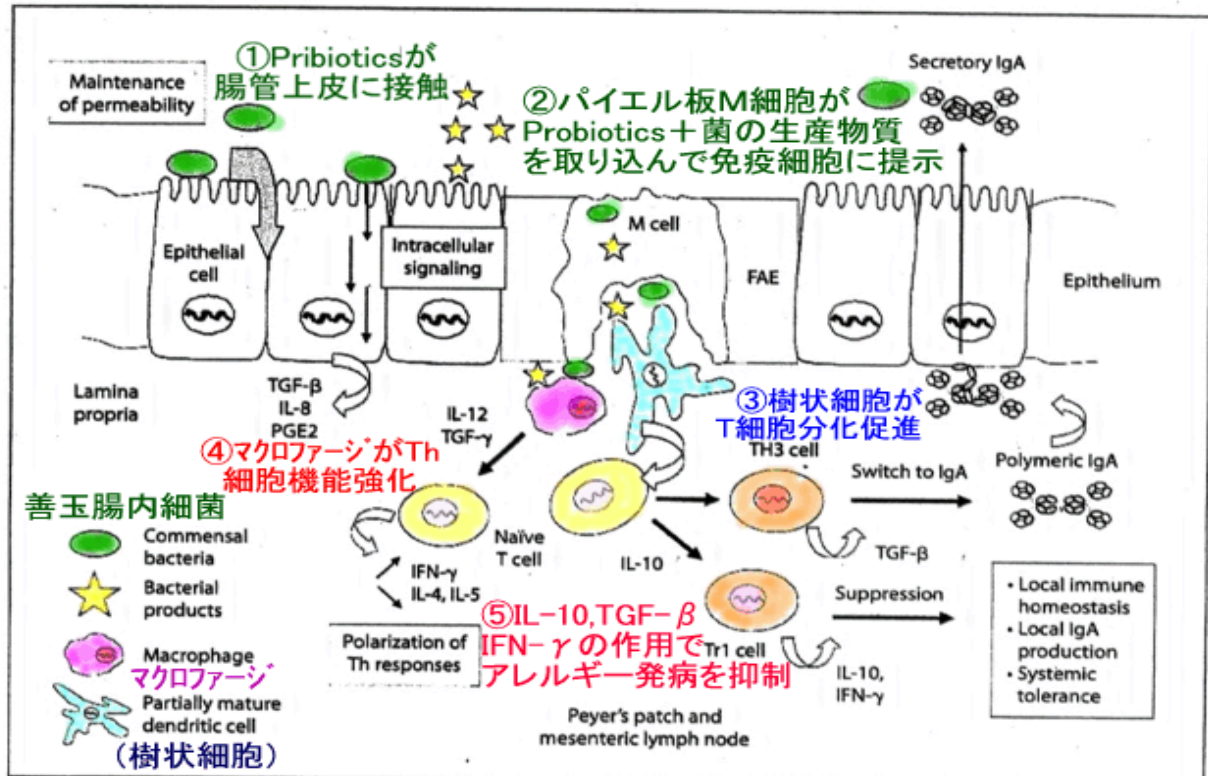 ①Pribioticsが
腸管上皮に接触
Maintenance
of permeability
②パイエル板M細胞が
Probiotics＋菌の生産物質
を取り込んで免疫細胞に提示
Secretory IgA
Epithelial
cell
Intracellular
signaling
M cell
FAE
Epithelium
Lamina
propria
TGF-β
IL-8
PGE2
IL-12
TGF-γ
③樹状細胞が
T細胞分化促進
④マクロファージがTh
細胞機能強化
TH3 cell
Switch to IgA
Polymeric IgA
TGF-β
Naïve
T cell
IL-10
IFN-γ
IL-4, IL-5
Polarization of
Th responses
⑤IL-10,TGF-β
IFN-γの作用で
アレルギー発病を抑制
Tr1 cell
Suppression
IL-10,
IFN-γ
• Local immune
homeostasis
• Local IgA
production
• Systemic
tolerance
Peyer's patch and
mesenteric lymph node
善玉腸内細菌
Commensal
bacteria
Bacterial
products
Macrophage
マクロファージ
Partially mature
dendritic cell
(樹状細胞)